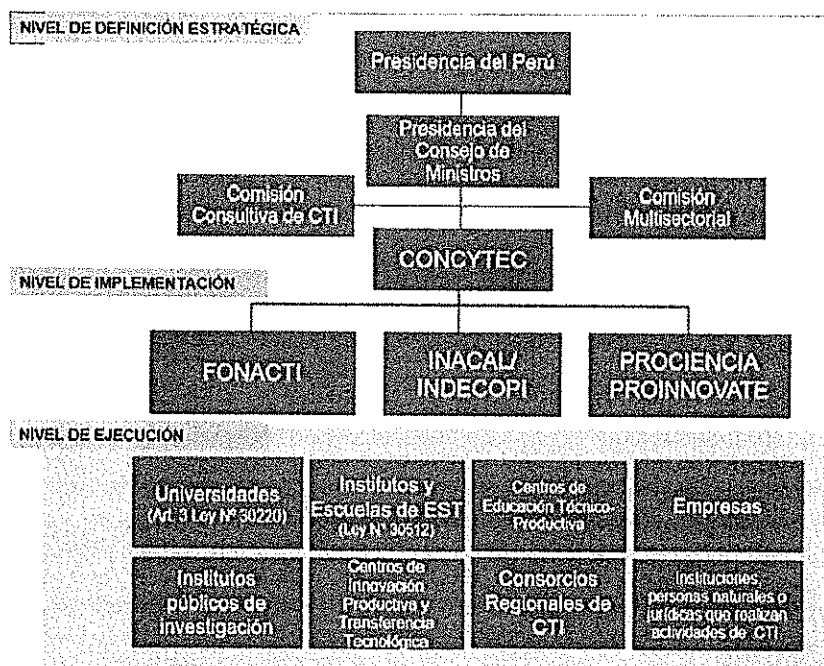 NIVEL DE DEFINICIÓN ESTRATÉGICA
Presidencia del Perú
Presidencia del
Consejo de
Ministros
Comisión
Consultiva de CTI
Comisión
Multisectorial
CONCYTEC
NIVEL DE IMPLEMENTACIÓN
FONACTI
INACAL/
INDECOPI
PROCIENCIA
PROINNOVATE
NIVEL DE EJECUCIÓN
Universidades
(Art. 3 Ley Nº 30220)
Institutos y
Escuelas de EST
(Ley Nº 30512)
Centros de
Educación Técnico-
Productiva
Empresas
Institutos
públicos de
investigación
Centros de
Innovación
Productiva y
Transferencia
Tecnológica
Consorcios
Regionales de
CTI
Instituciones,
personas naturales o
jurídicas que realizan
actividades de CTI